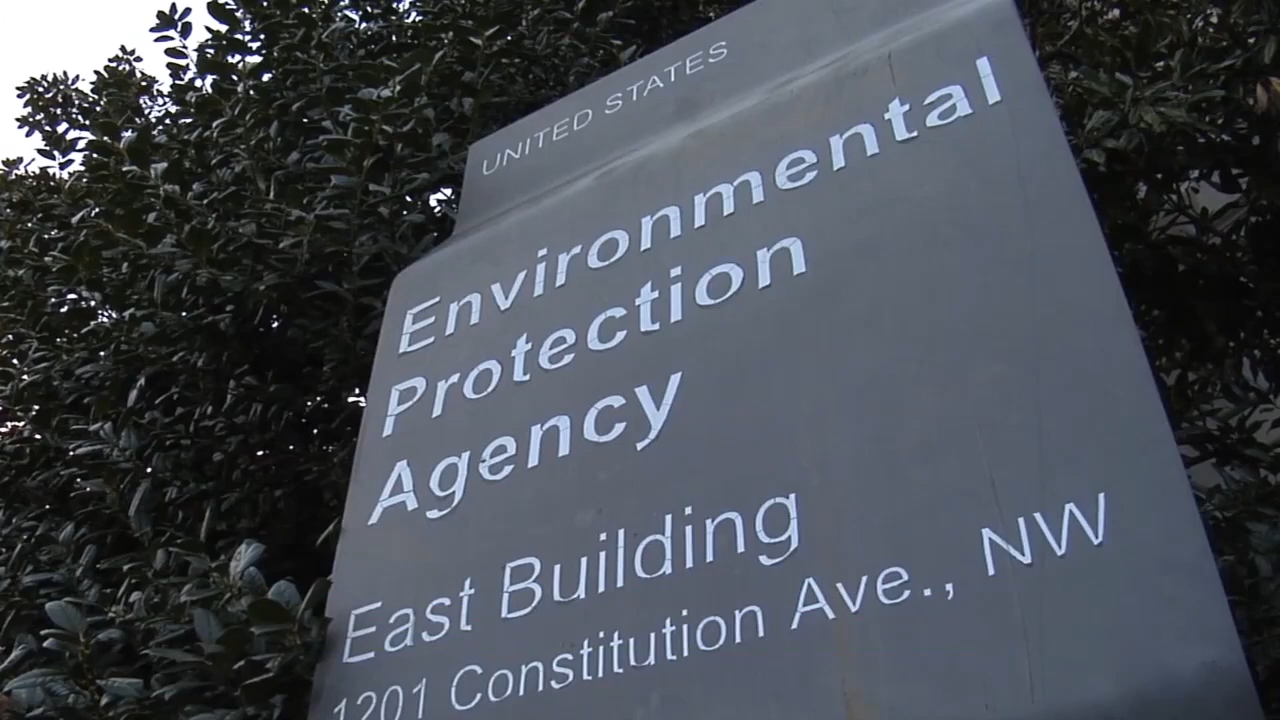 UNITED STATES
Environmental
Protection
Agency
East Building
1201 Constitution Ave., NW